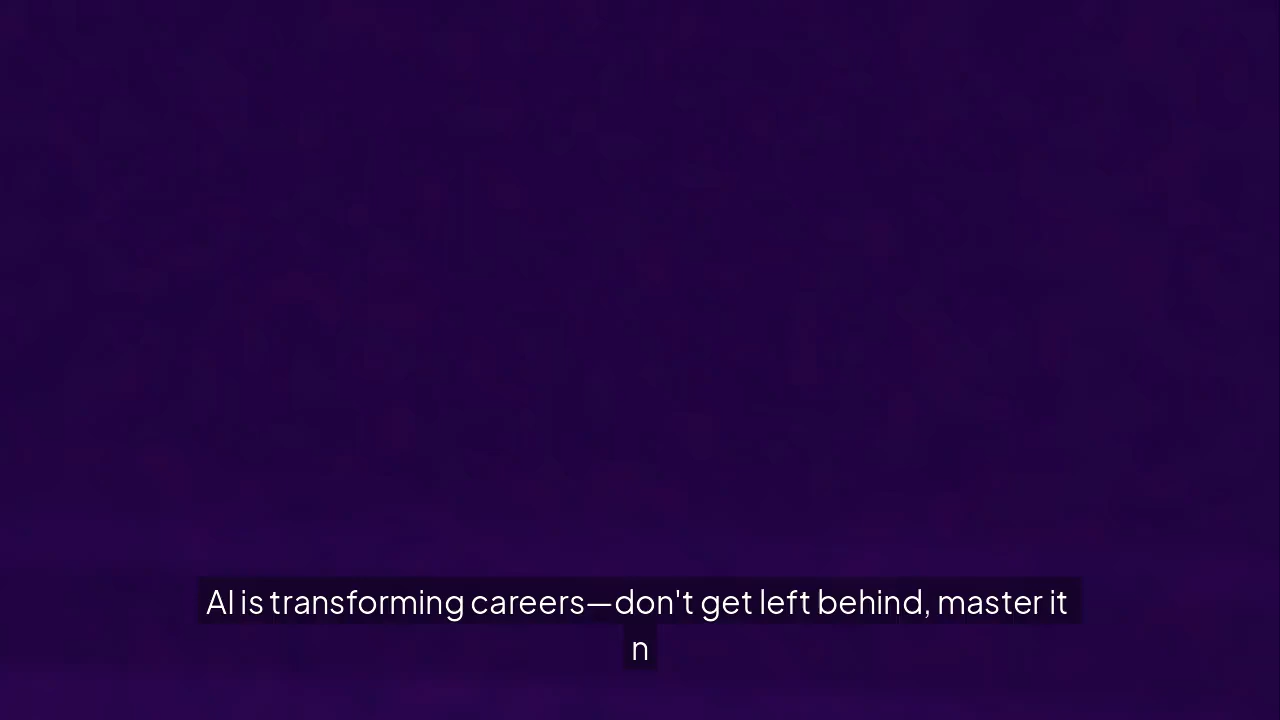 AI is transforming careers—don't get left behind, master it
n